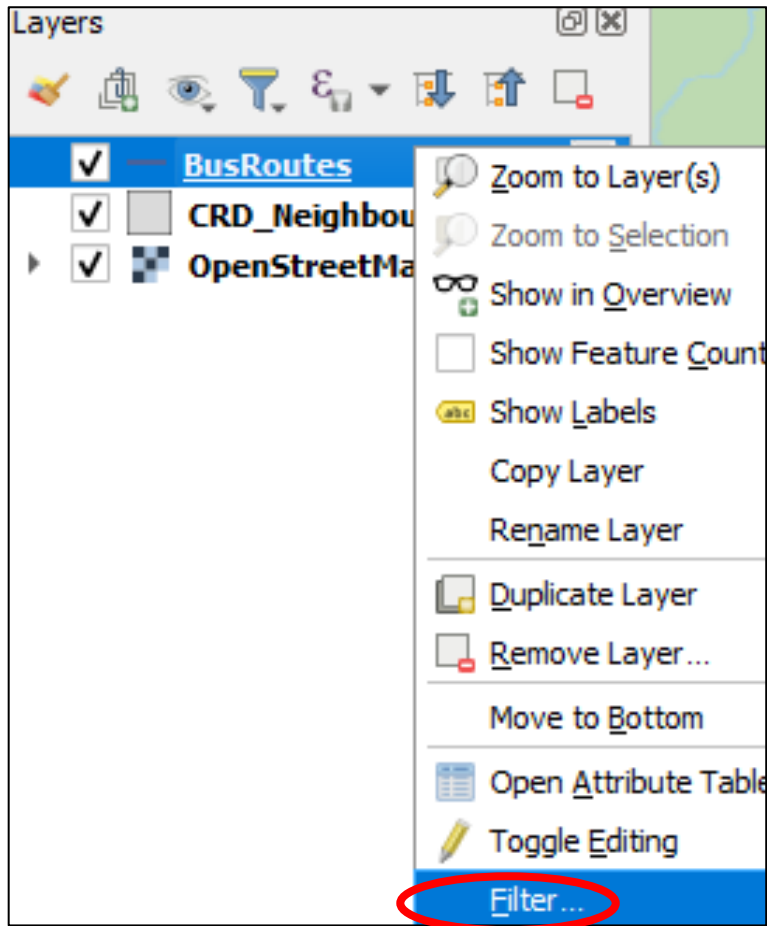 Layers
BusRoutes
CRD_Neighbou
OpenStreetMa
Zoom to Layer(s)
Zoom to Selection
Show in Overview
Show Feature Count
abc
Show Labels
Copy Layer
Rename Layer
Duplicate Layer
Remove Layer...
Move to Bottom
Open Attribute Table
Toggle Editing
Filter...